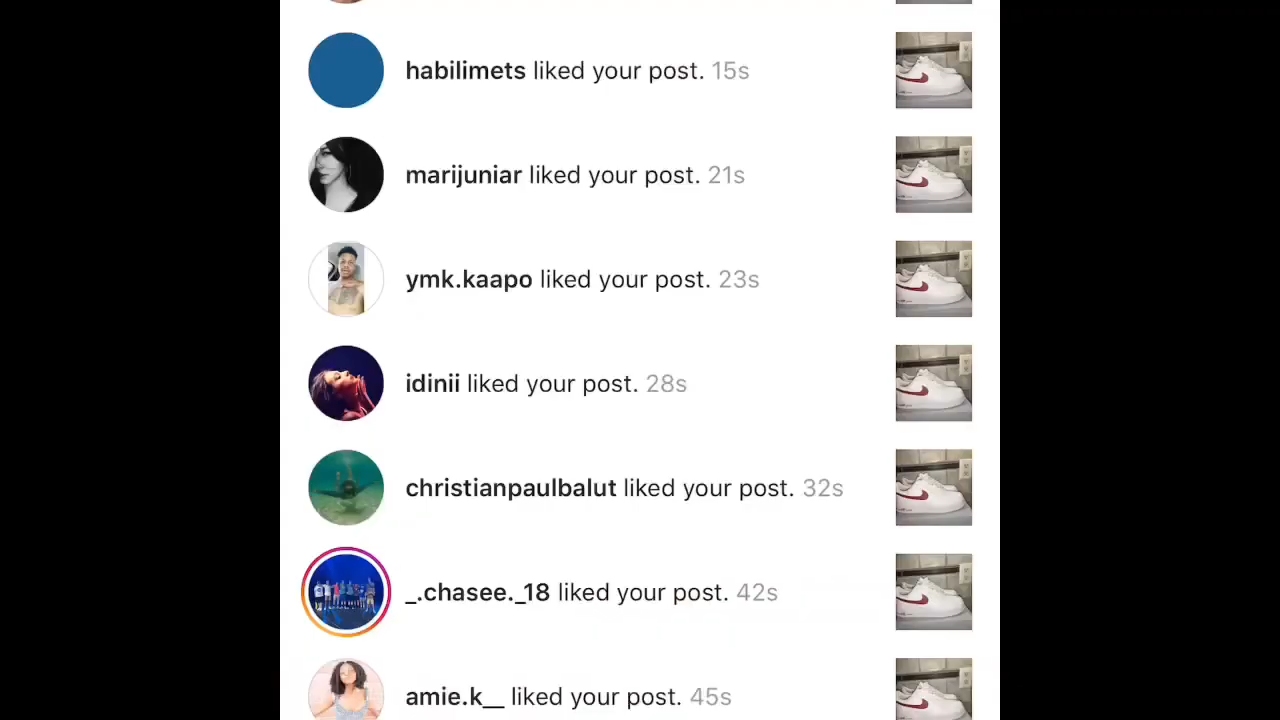 habilimets liked your post. 15s
marijuniar liked your post. 21s
ymk.kaapo liked your post. 23s
idinii liked your post. 28s
christianpaulbalut liked your post. 32s
_.chasee._18 liked your post. 42s
amie.k__ liked your post. 45s